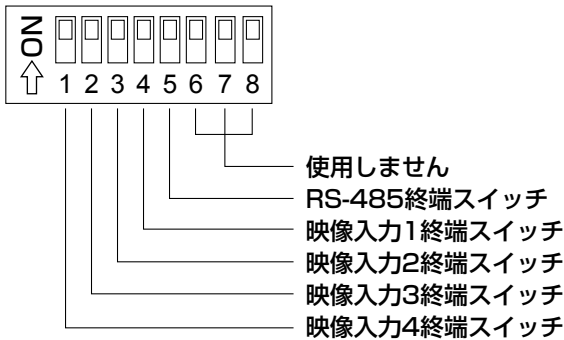 ON
1 2 3 4 5 6 7 8
使用しません
RS-485終端スイッチ
映像入力1終端スイッチ
映像入力2終端スイッチ
映像入力3終端スイッチ
映像入力4終端スイッチ